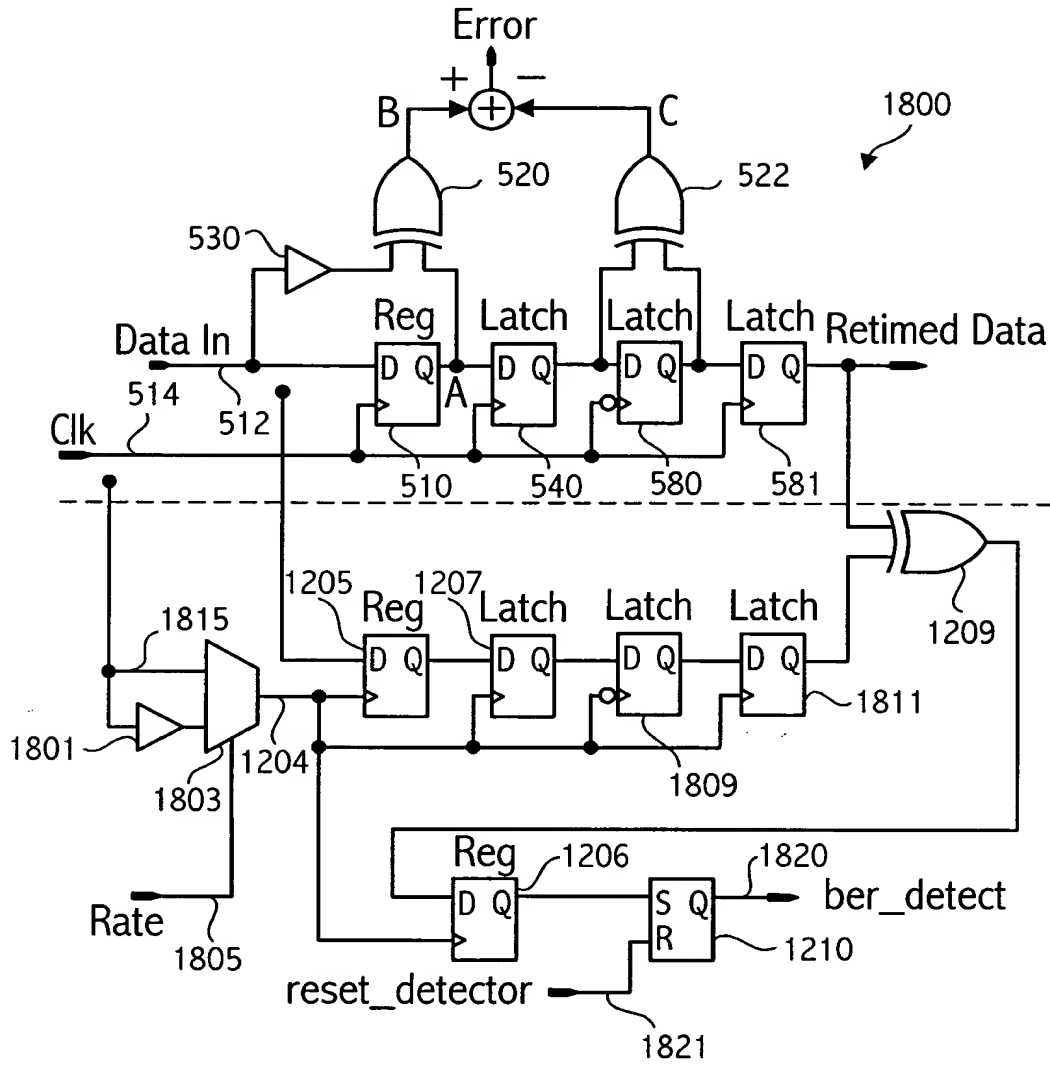 Error
+ −
B + C
1800
520
522
530
Reg Latch Latch Latch
Data In
Retimed Data
D Q D Q D Q D Q
A
514
512
Clk
510 540 580 581
1205 1207
Reg Latch Latch Latch
1209
1815
D Q D Q D Q D Q
1811
1801
1803
1204
1809
Reg
1206
1820
D Q S Q
ber_detect
R
1210
Rate
1805
reset_detector
1821